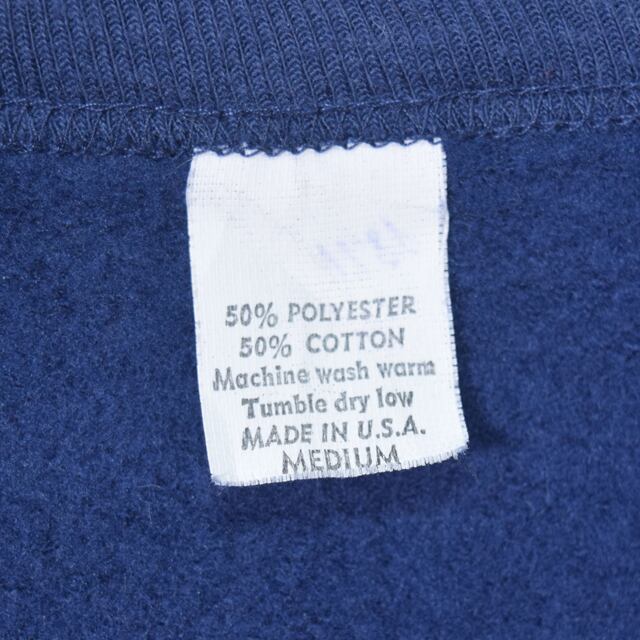 50% POLYESTER
50% COTTON
Machine wash warm
Tumble dry low
MADE IN U.S.A.
MEDIUM